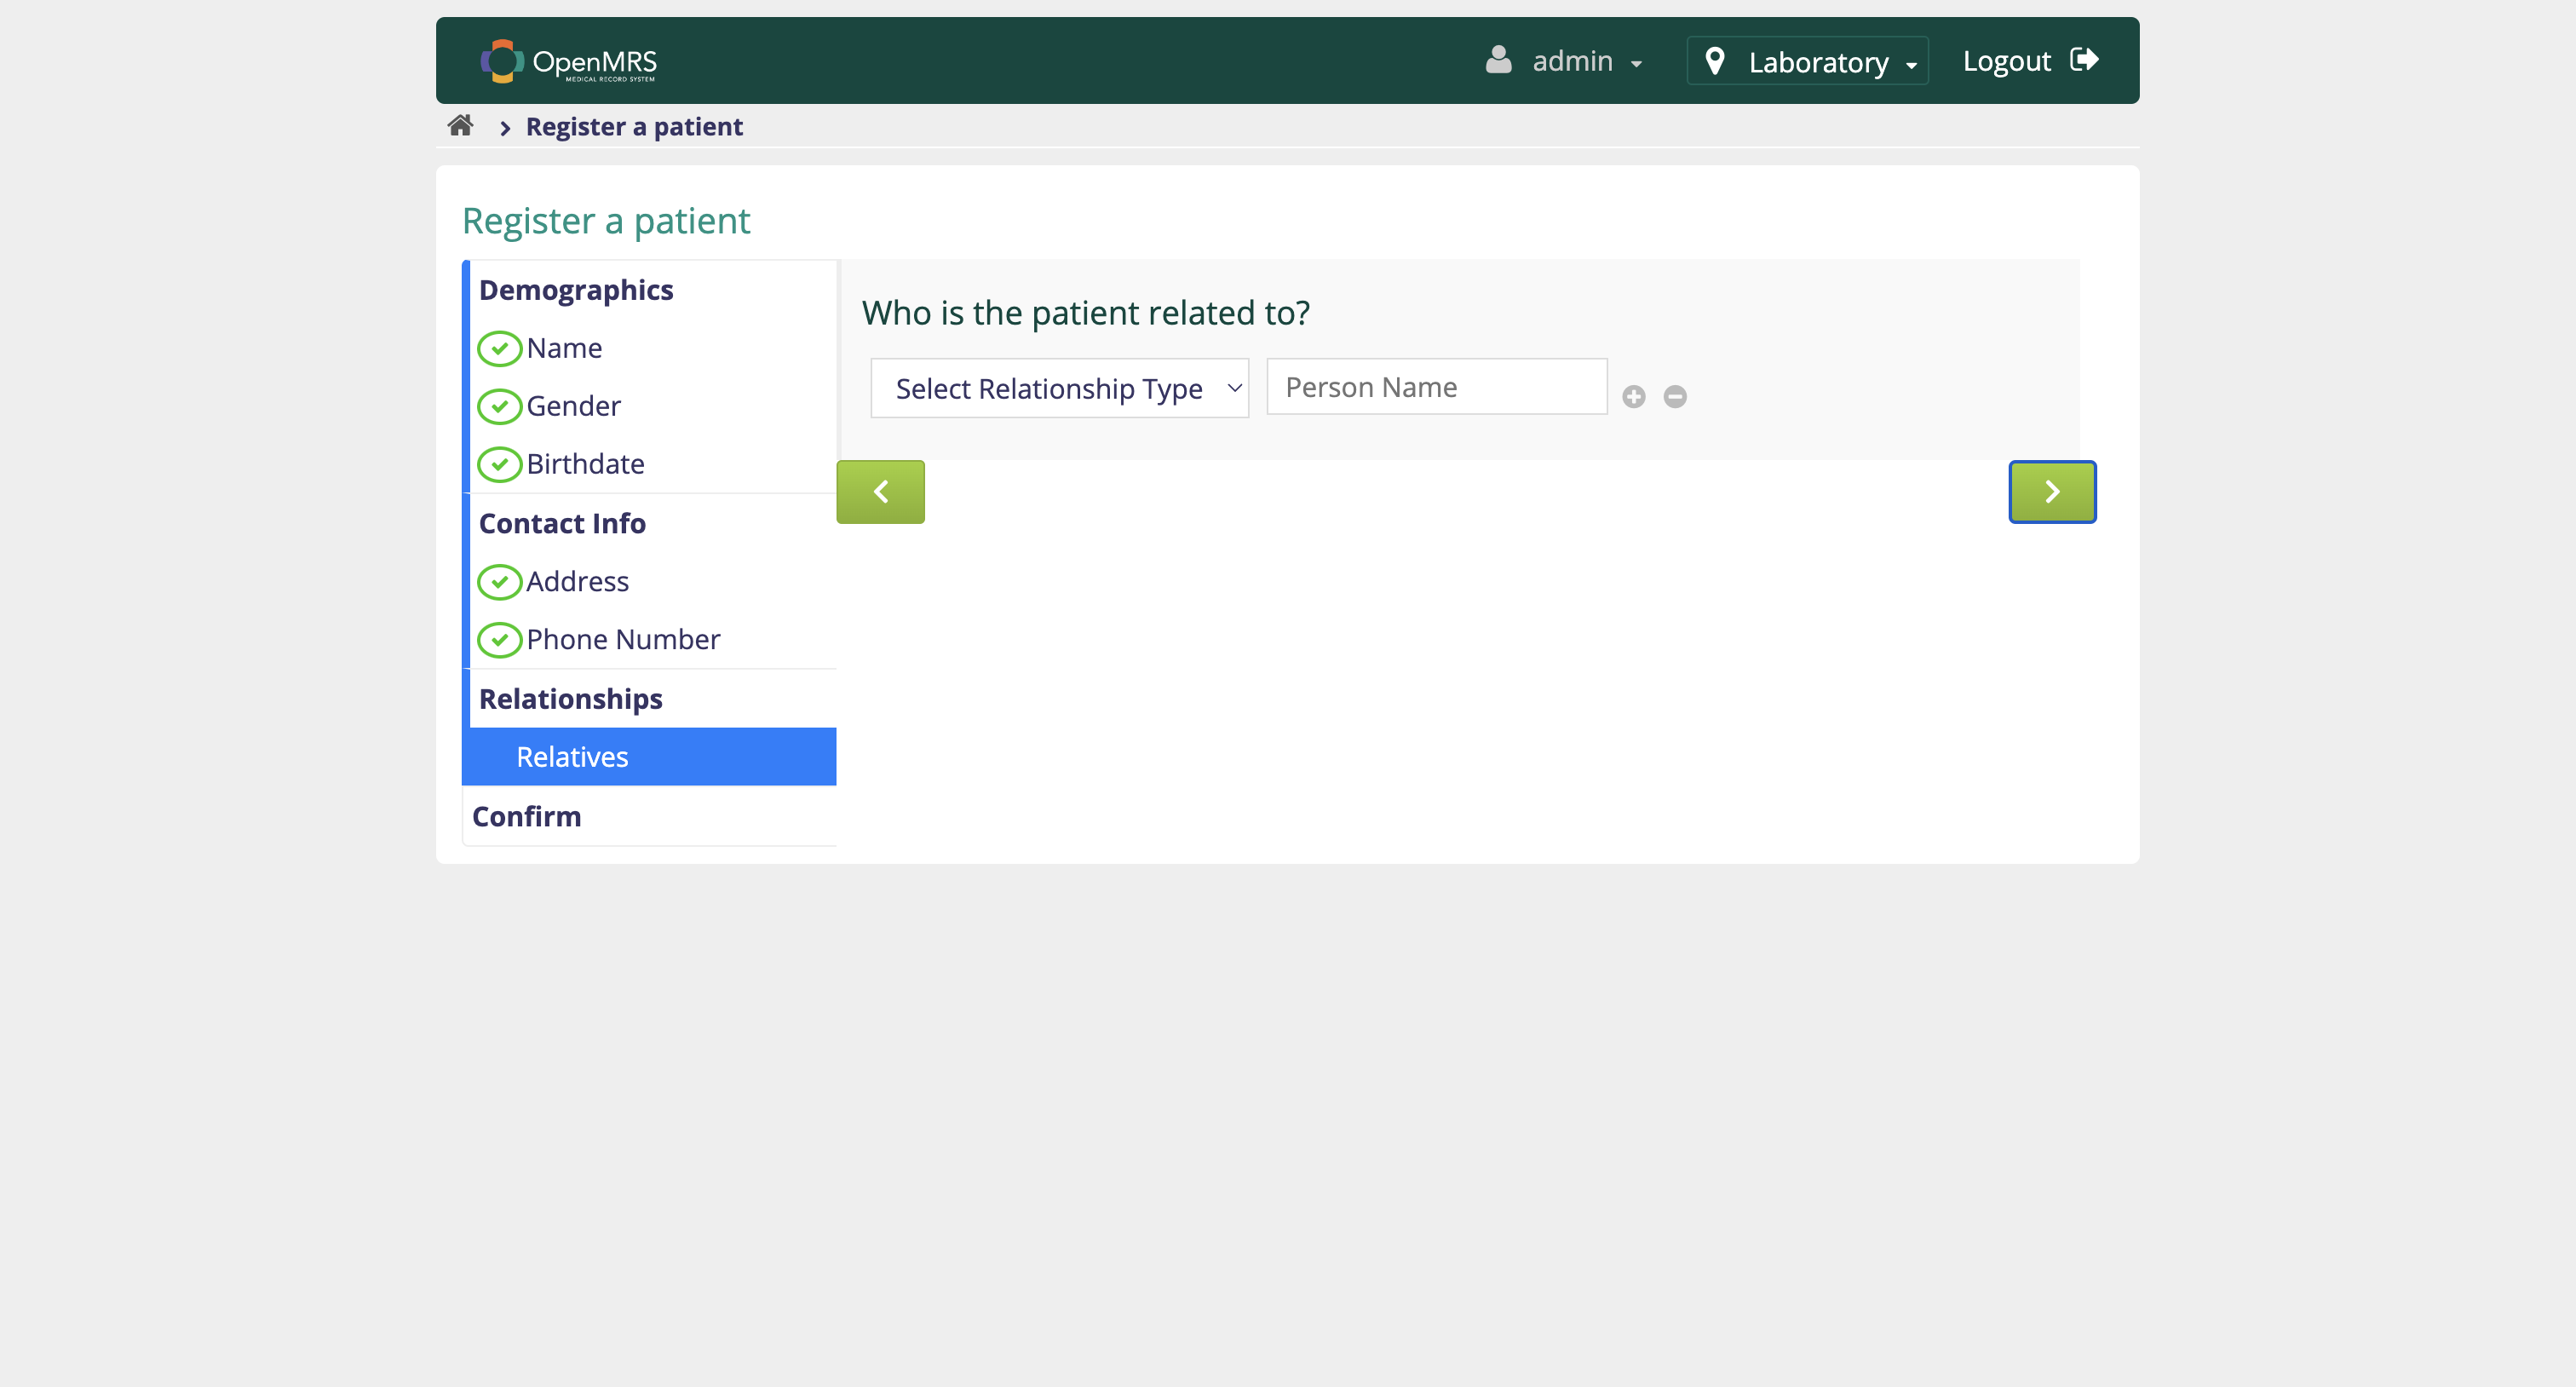 OpenMRS
MEDICAL RECORD SYSTEM
admin
Laboratory
Logout
Register a patient
Register a patient
Demographics
Name
Gender
Birthdate
Contact Info
Address
Phone Number
Relationships
Relatives
Confirm
Who is the patient related to?
Select Relationship Type
Person Name